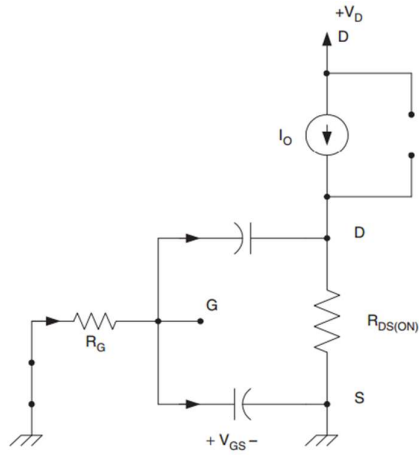 +V_D
D
I_O
D
G
R_DS(ON)
R_G
S
+ V_GS −